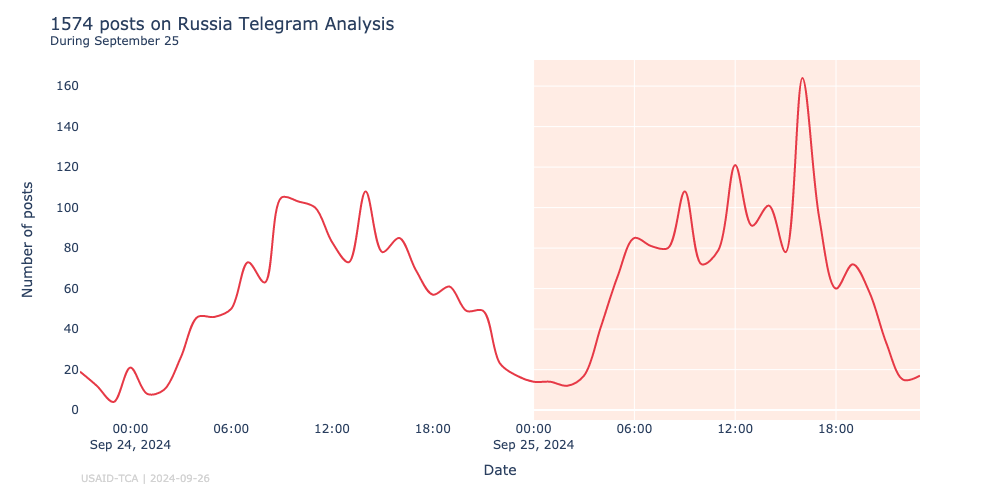 1574 posts on Russia Telegram Analysis
During September 25
Number of posts
160
140
120
100
80
60
40
20
0
00:00 06:00 12:00 18:00 00:00 06:00 12:00 18:00
Sep 24, 2024 Sep 25, 2024
Date
USAID-TCA | 2024-09-26